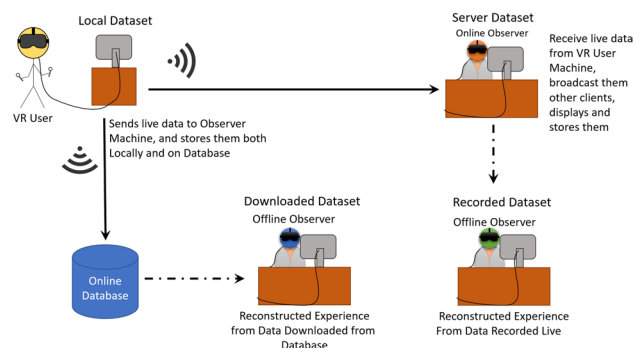 Local Dataset
VR User
Sends live data to Observer
Machine, and stores them both
Locally and on Database
Server Dataset
Online Observer
Receive live data
from VR User
Machine,
broadcast them
other clients,
displays and
stores them
Online
Database
Downloaded Dataset
Offline Observer
Reconstructed Experience
from Data Downloaded from
Database
Recorded Dataset
Offline Observer
Reconstructed Experience
From Data Recorded Live